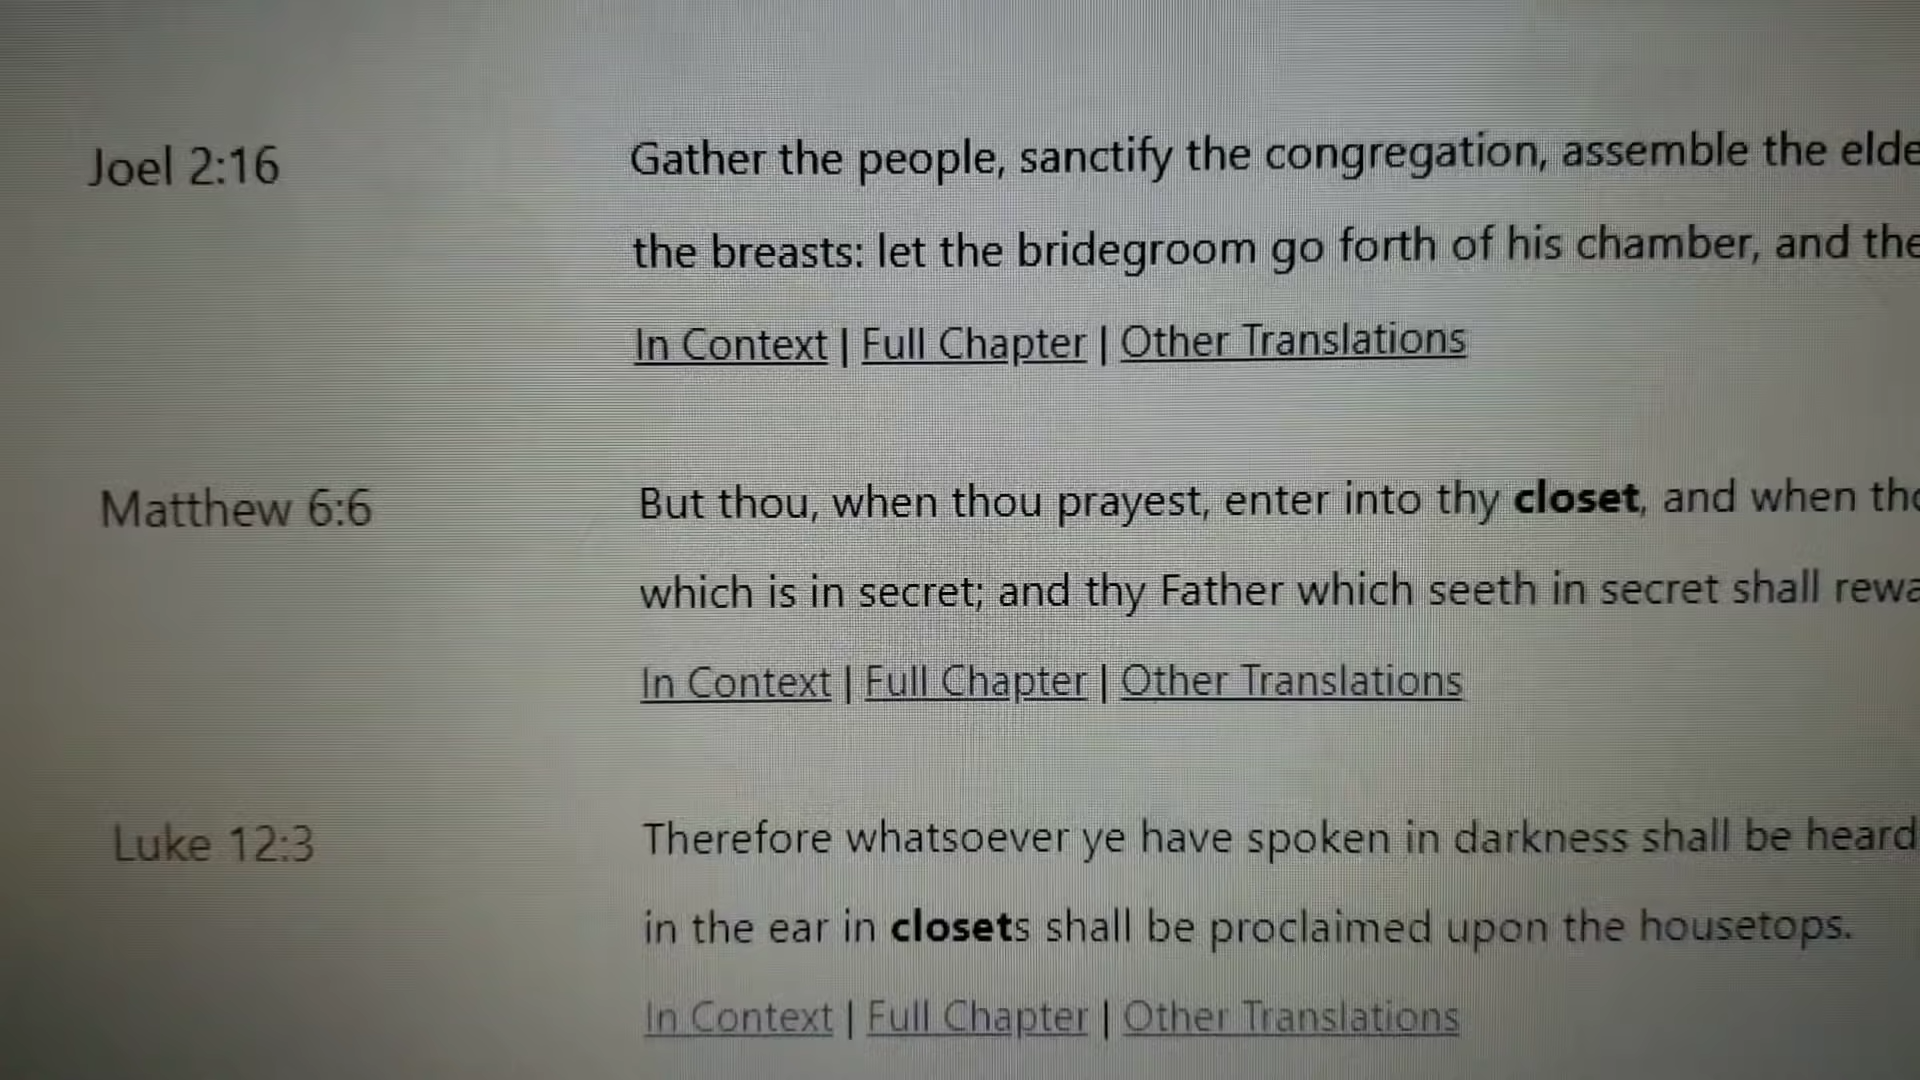 Joel 2:16
Gather the people, sanctify the congregation, assemble the elde
the breasts: let the bridegroom go forth of his chamber, and the
In Context | Full Chapter | Other Translations
Matthew 6:6
But thou, when thou prayest, enter into thy closet, and when tho
which is in secret; and thy Father which seeth in secret shall rewa
In Context | Full Chapter | Other Translations
Luke 12:3
Therefore whatsoever ye have spoken in darkness shall be heard
in the ear in closets shall be proclaimed upon the housetops.
In Context | Full Chapter | Other Translations